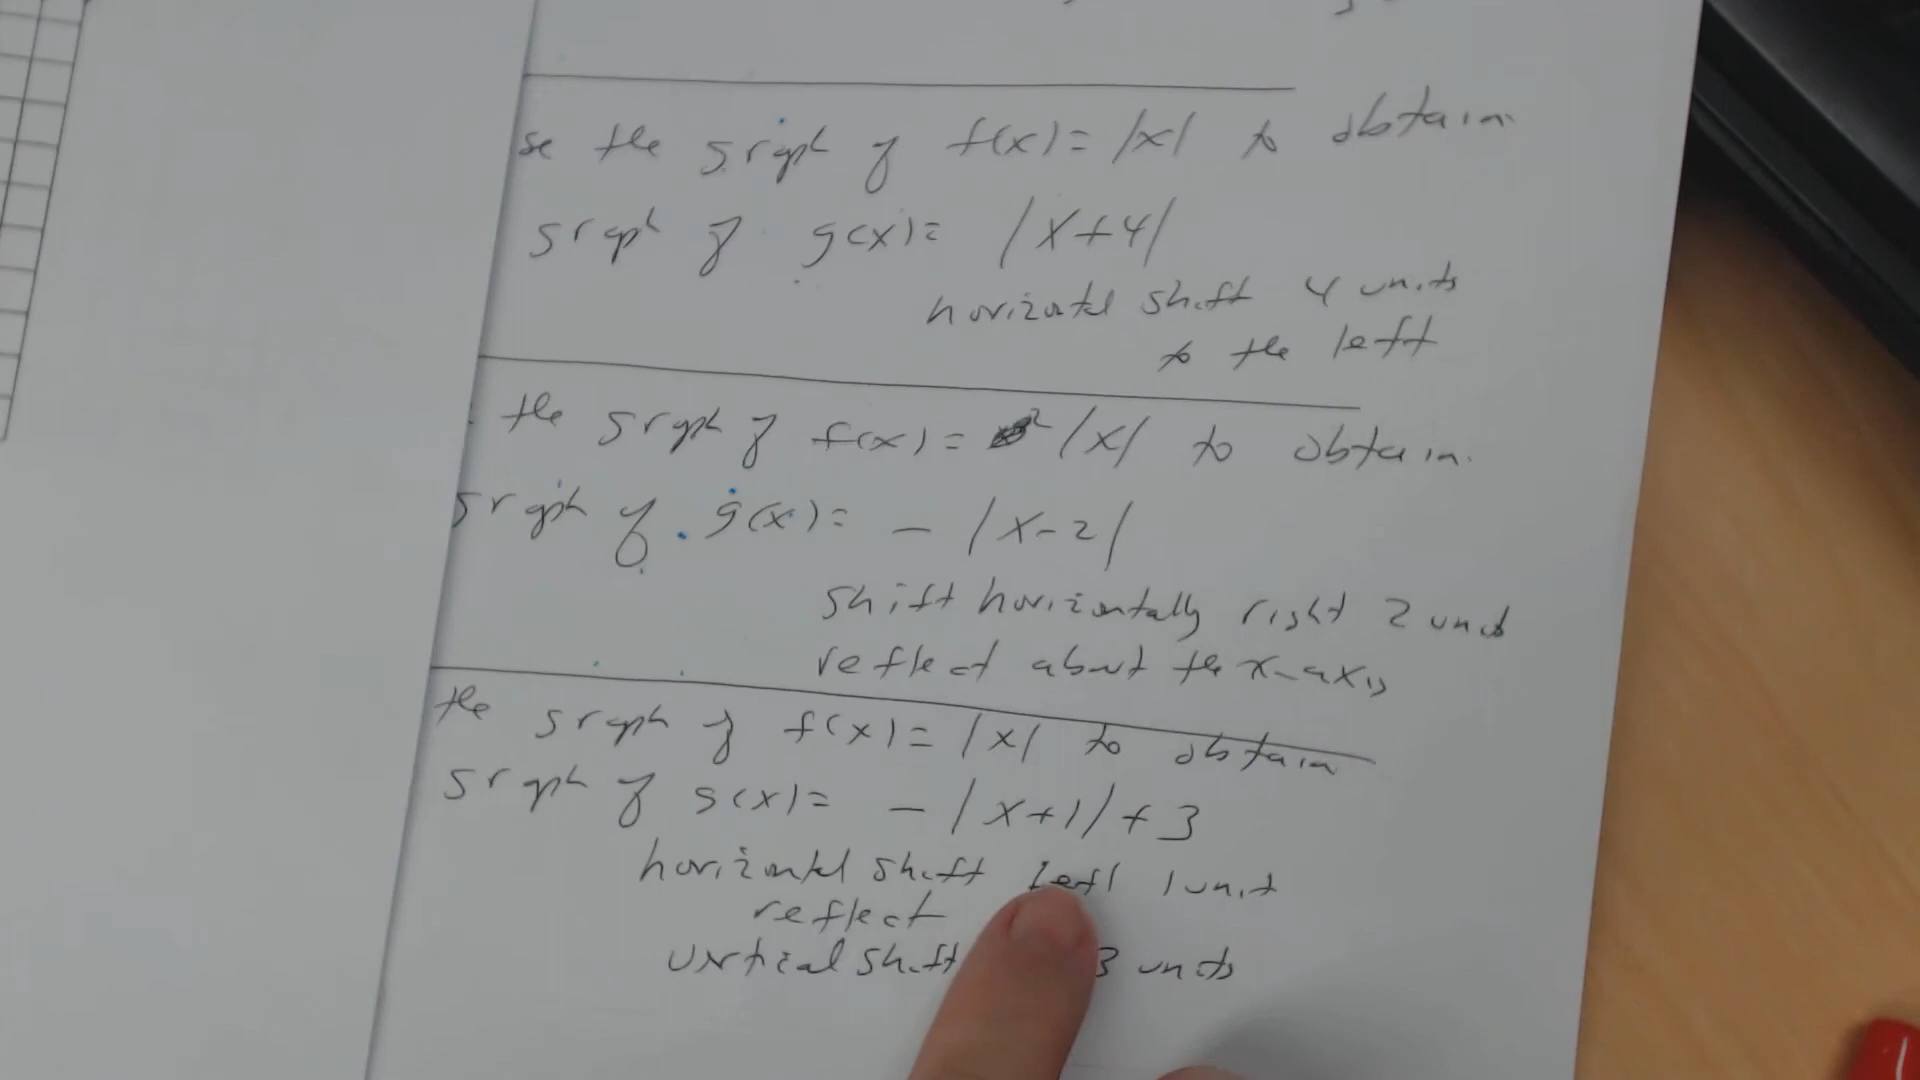 se the graph of f(x) = |x| to obtain
graph of g(x) = |x+4|
horizontal shift 4 units
to the left
the graph of f(x) = |x| to obtain
graph of g(x) = - |x-2|
shift horizontally right 2 units
reflect about the x-axis
the graph of f(x) = |x| to obtain
graph of g(x) = - |x+1| + 3
horizontal shift left 1 unit
reflect
vertical shift 3 units